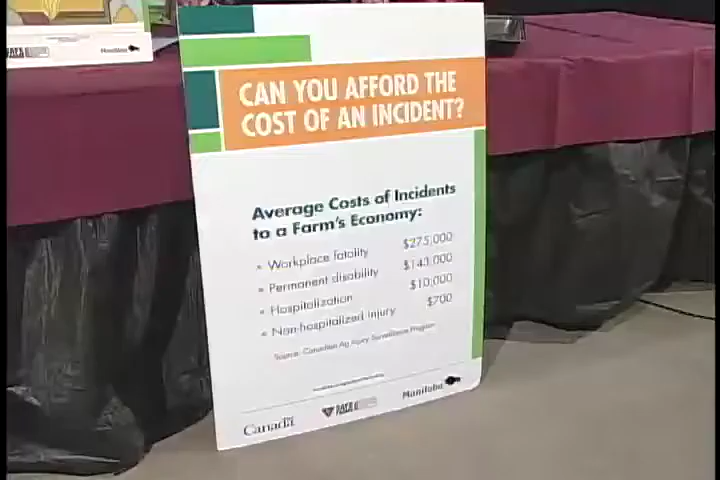 Manitoba
CAN YOU AFFORD THE
COST OF AN INCIDENT?
Average Costs of Incidents
to a Farm's Economy:
• Workplace fatality $275,000
• Permanent disability $143,000
• Hospitalization $10,000
• Non-hospitalized injury $700
Source: Canadian Ag Injury Surveillance Program
Canada
Manitoba